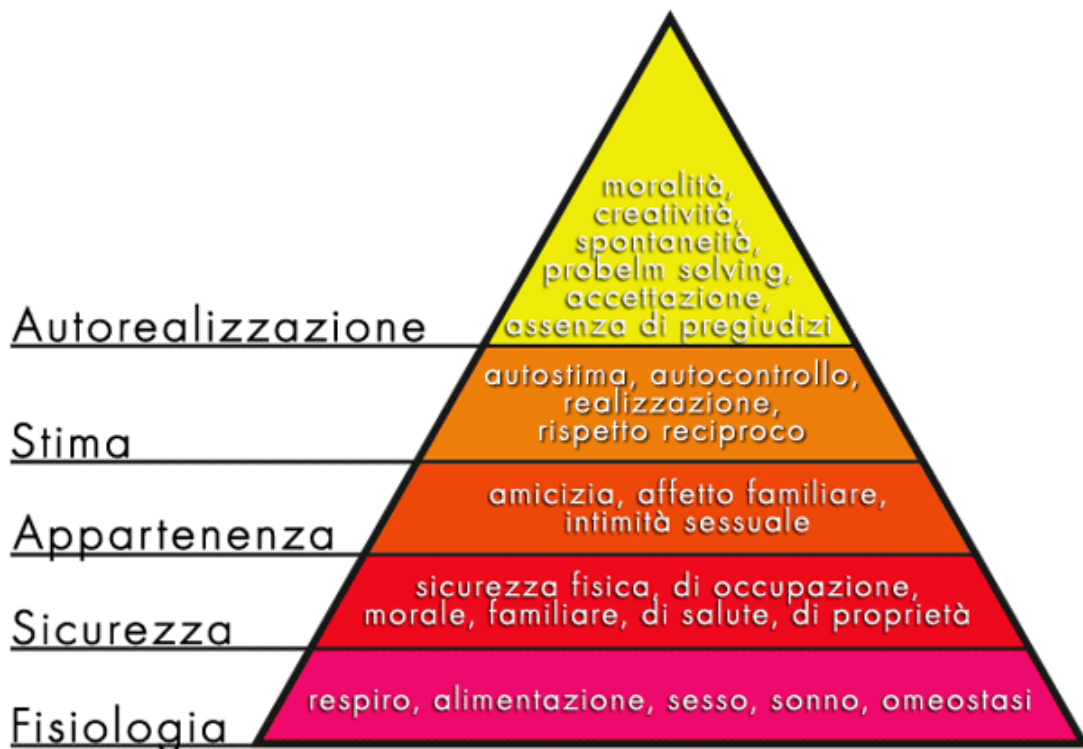 moralità,
creatività,
spontaneità,
probelm solving,
accettazione,
Autorealizzazione
assenza di pregiudizi
autostima, autocontrollo,
realizzazione,
Stima
rispetto reciproco
amicizia, affetto familiare,
intimità sessuale
Appartenenza
sicurezza fisica, di occupazione,
morale, familiare, di salute, di proprietà
Sicurezza
respiro, alimentazione, sesso, sonno, omeostasi
Fisiologia